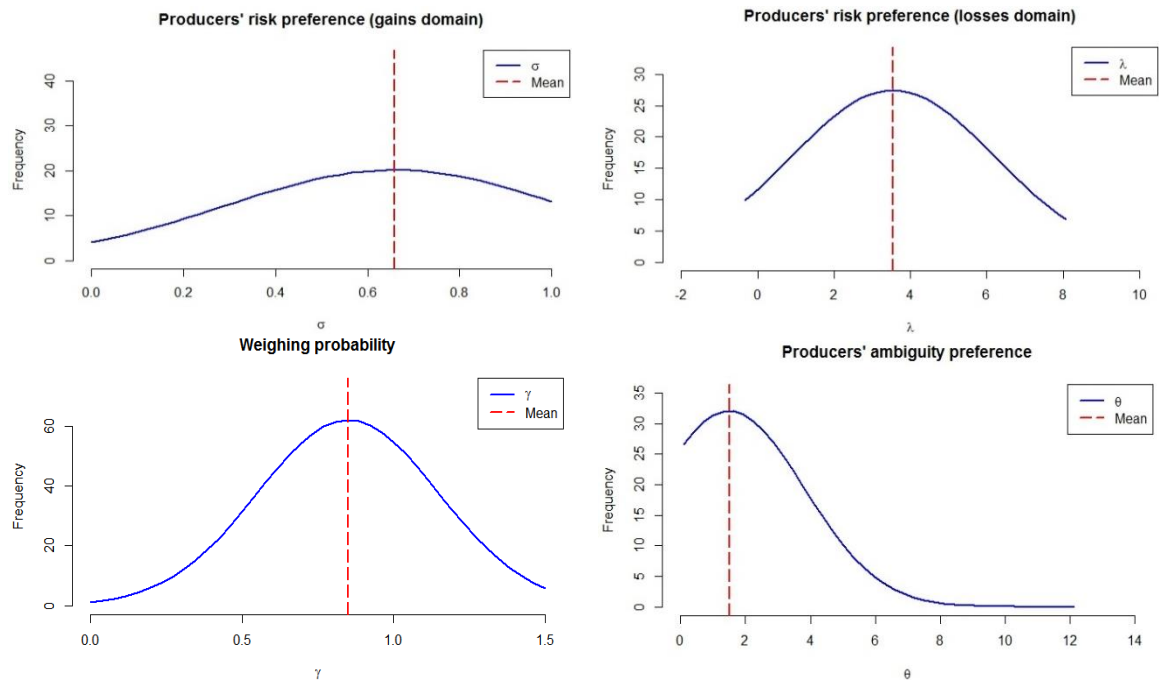 Producers' risk preference (gains domain)
σ
Mean
Frequency
0
10
20
30
40
0.0 0.2 0.4 0.6 0.8 1.0
σ
Producers' risk preference (losses domain)
λ
Mean
Frequency
0
5
10
15
20
25
30
-2 0 2 4 6 8 10
λ
Weighing probability
γ
Mean
Frequency
0
20
40
60
0.0 0.5 1.0 1.5
γ
Producers' ambiguity preference
θ
Mean
Frequency
0
5
10
15
20
25
30
35
0 2 4 6 8 10 12 14
θ